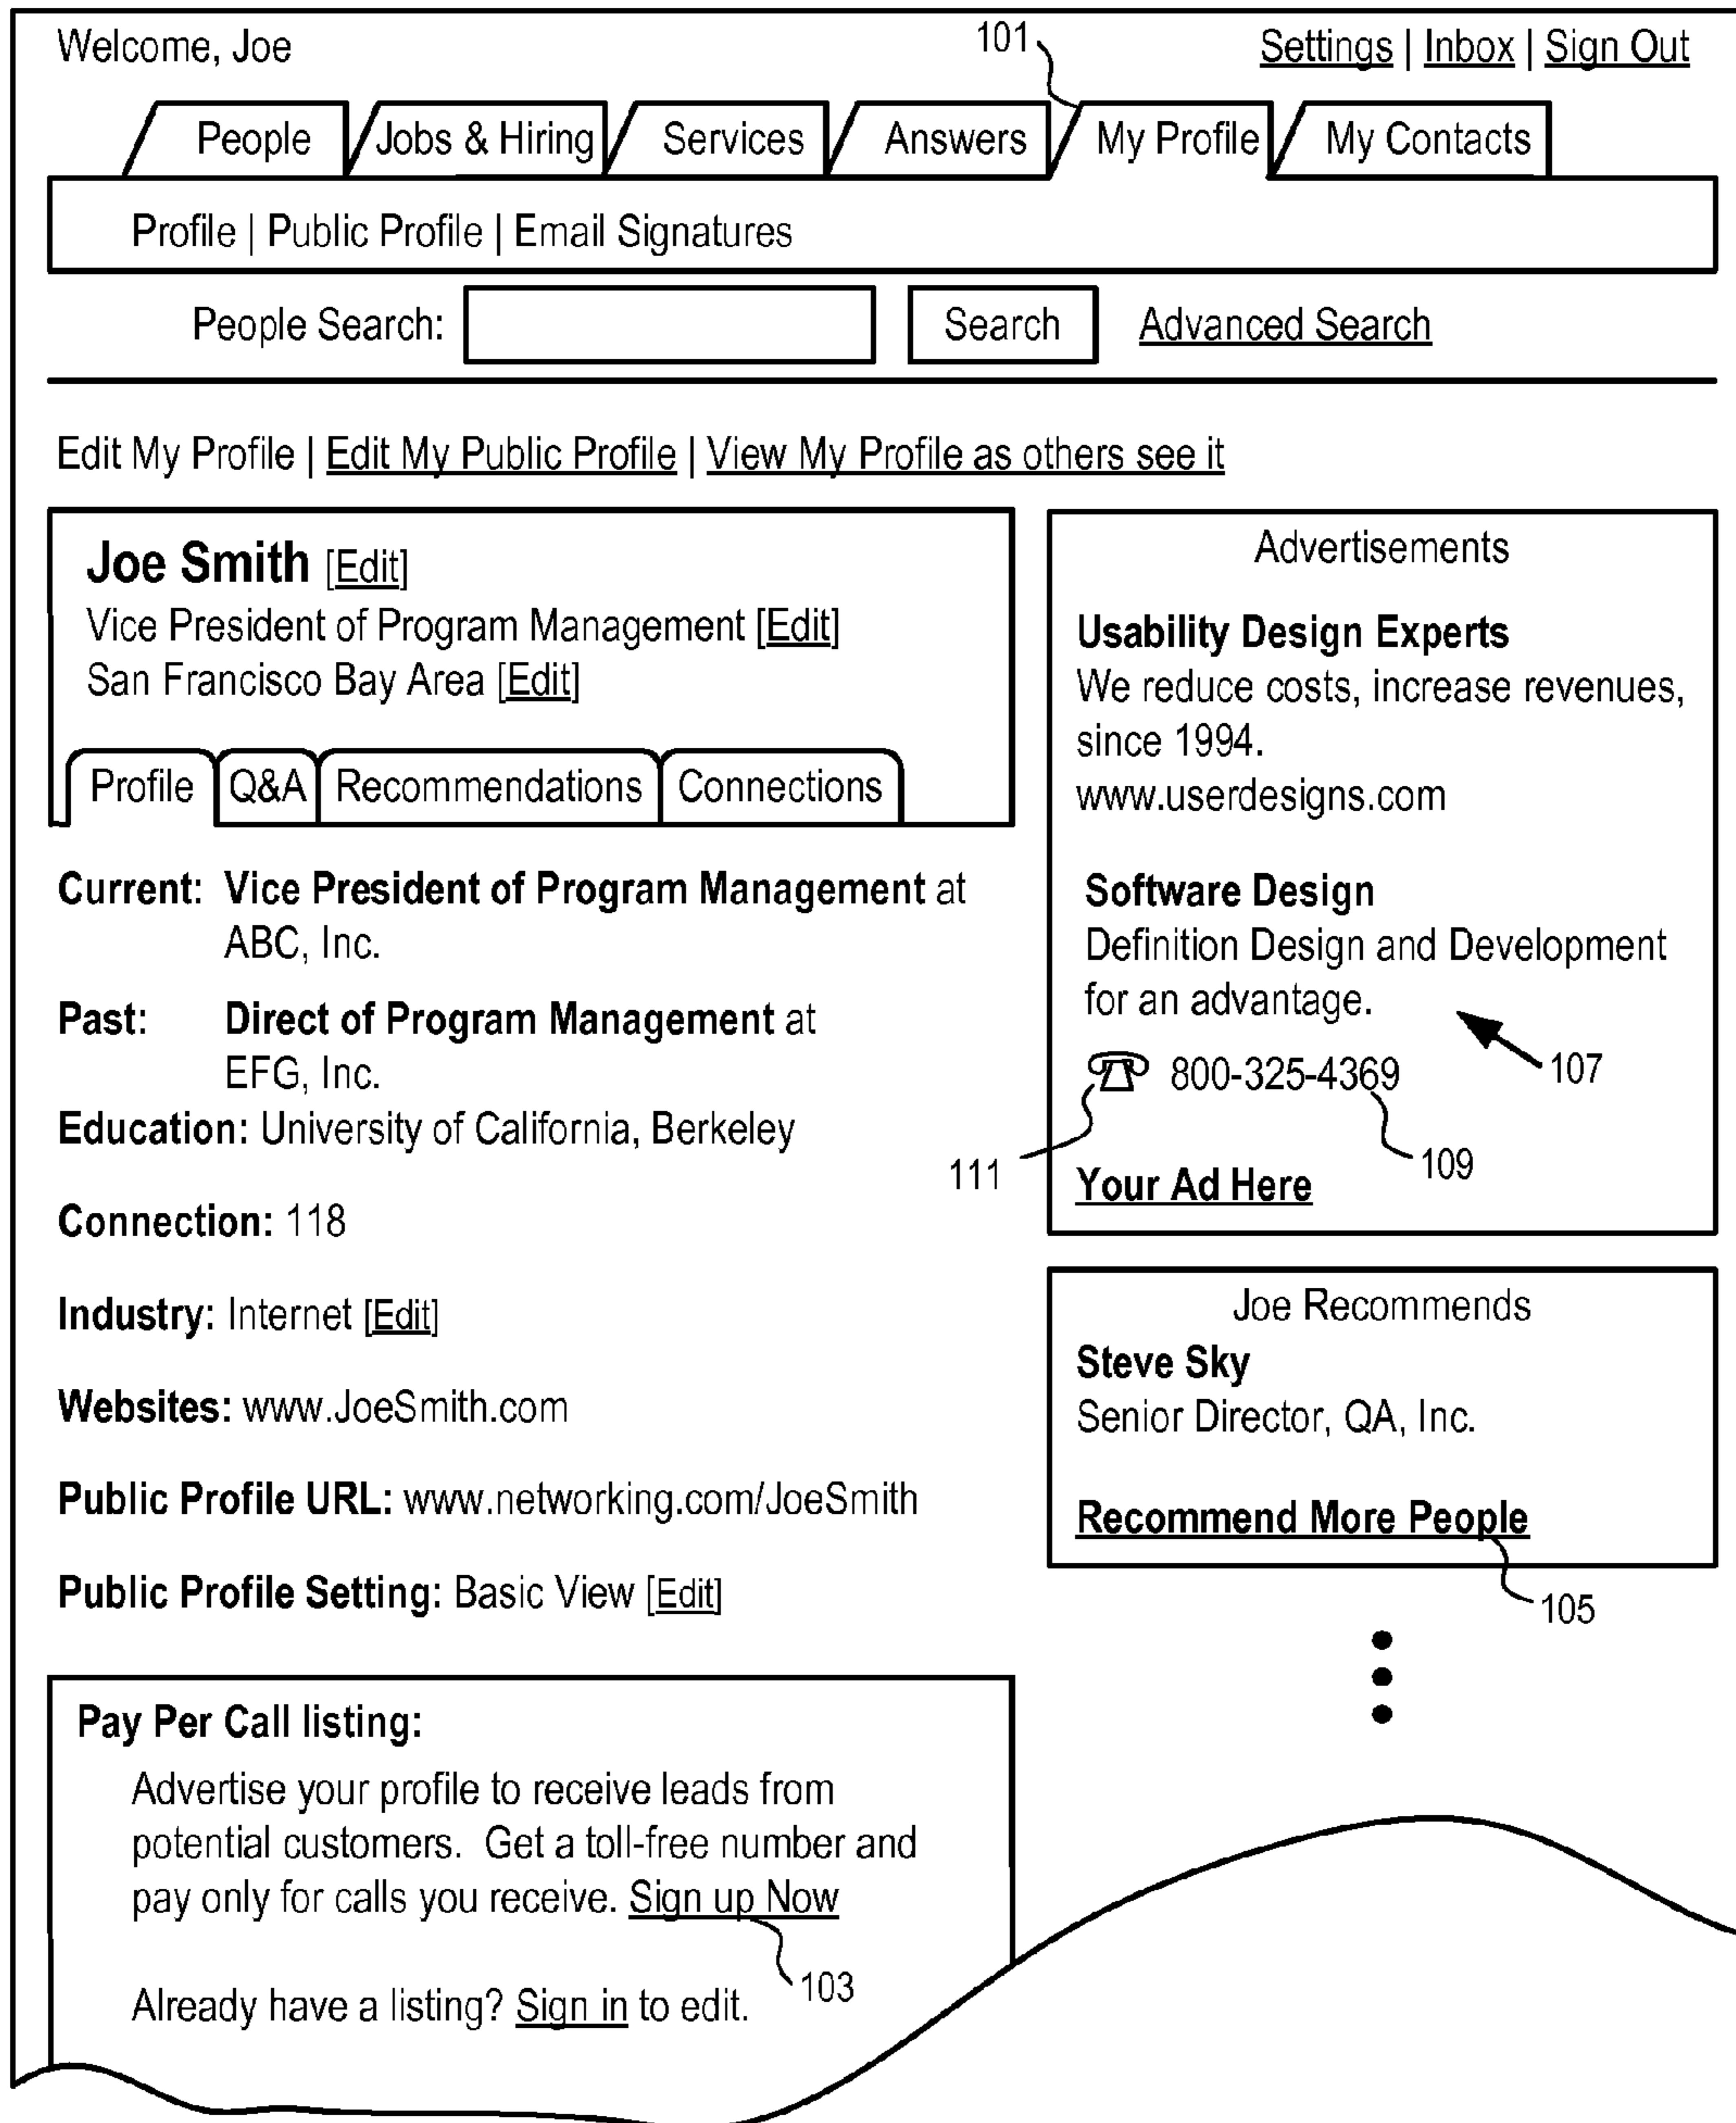 Welcome, Joe
101
Settings | Inbox | Sign Out
People
Jobs & Hiring
Services
Answers
My Profile
My Contacts
Profile | Public Profile | Email Signatures
People Search:
Search
Advanced Search
Edit My Profile | Edit My Public Profile | View My Profile as others see it
Joe Smith [Edit]
Vice President of Program Management [Edit]
San Francisco Bay Area [Edit]
Profile
Q&A
Recommendations
Connections
Current: Vice President of Program Management at
ABC, Inc.
Past: Direct of Program Management at
EFG, Inc.
Education: University of California, Berkeley
Connection: 118
Industry: Internet [Edit]
Websites: www.JoeSmith.com
Public Profile URL: www.networking.com/JoeSmith
Public Profile Setting: Basic View [Edit]
Pay Per Call listing:
Advertise your profile to receive leads from
potential customers. Get a toll-free number and
pay only for calls you receive. Sign up Now
103
Already have a listing? Sign in to edit.
Advertisements
Usability Design Experts
We reduce costs, increase revenues,
since 1994.
www.userdesigns.com
Software Design
Definition Design and Development
for an advantage.
107
800-325-4369
111
109
Your Ad Here
Joe Recommends
Steve Sky
Senior Director, QA, Inc.
Recommend More People
105